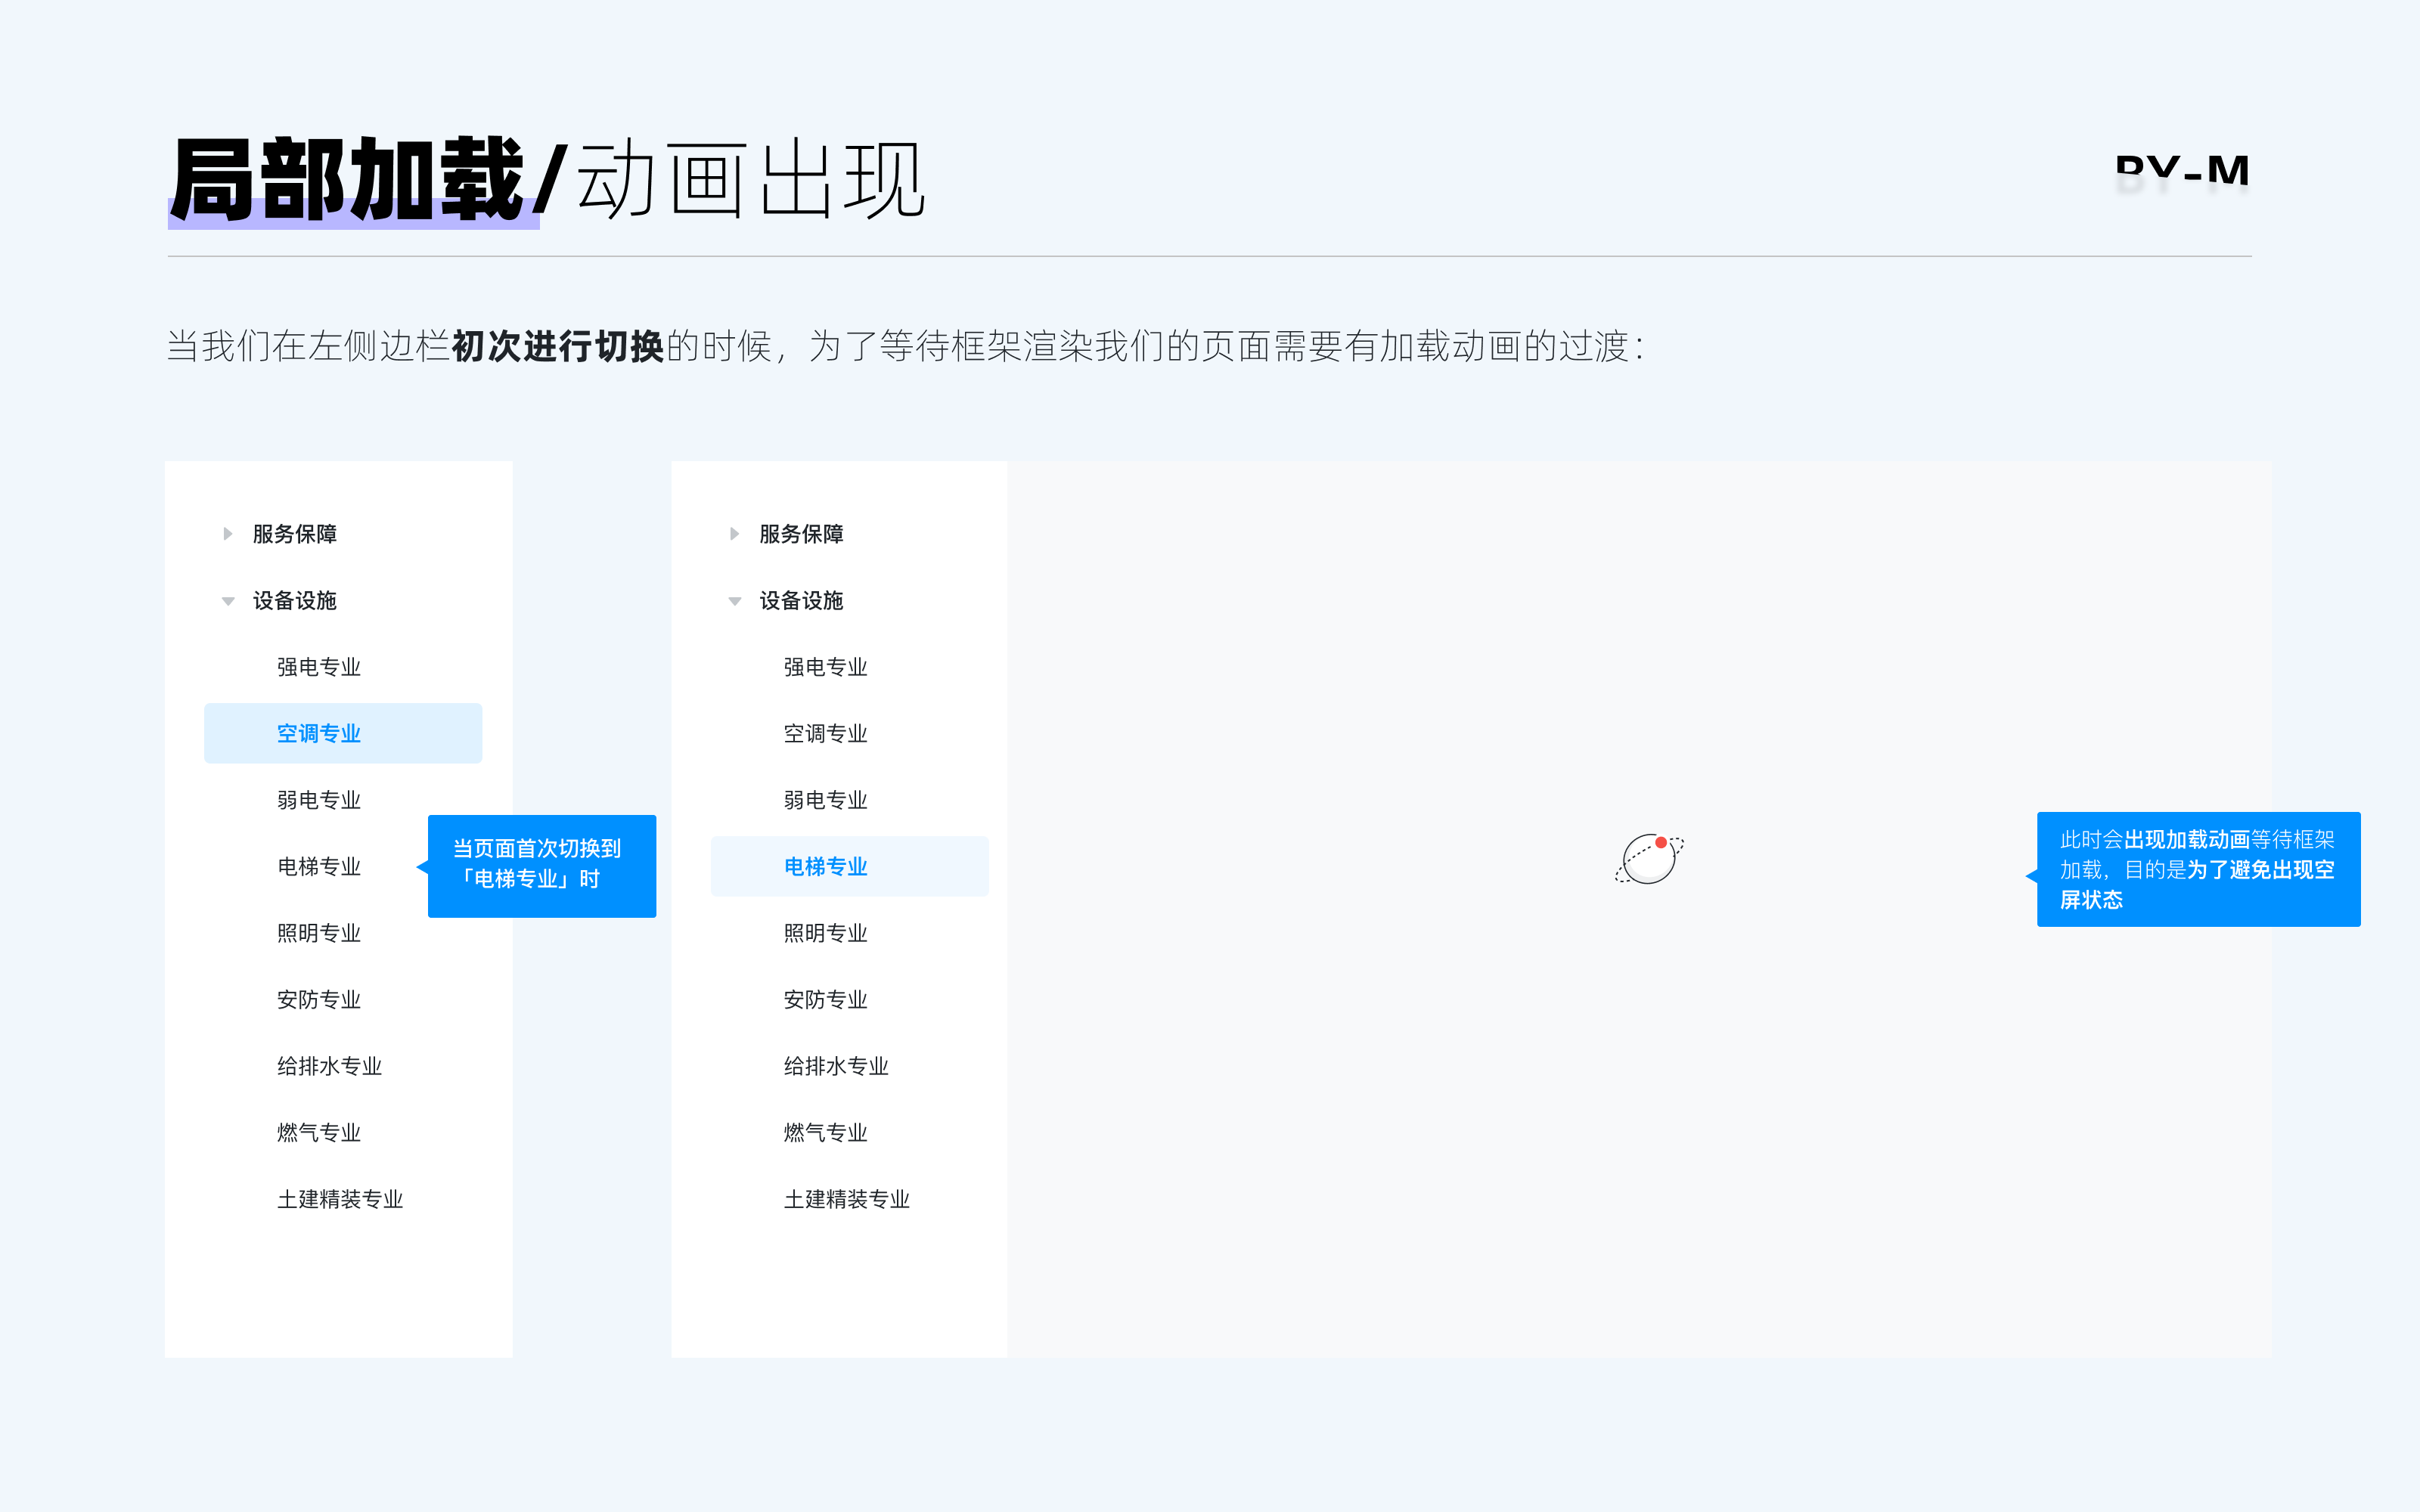 局部加载/动画出现
BY-M
当我们在左侧边栏初次进行切换的时候，为了等待框架渲染我们的页面需要有加载动画的过渡：
服务保障
设备设施
强电专业
空调专业
弱电专业
电梯专业
照明专业
安防专业
给排水专业
燃气专业
土建精装专业
当页面首次切换到
「电梯专业」时
服务保障
设备设施
强电专业
空调专业
弱电专业
电梯专业
照明专业
安防专业
给排水专业
燃气专业
土建精装专业
此时会出现加载动画等待框架
加载，目的是为了避免出现空
屏状态